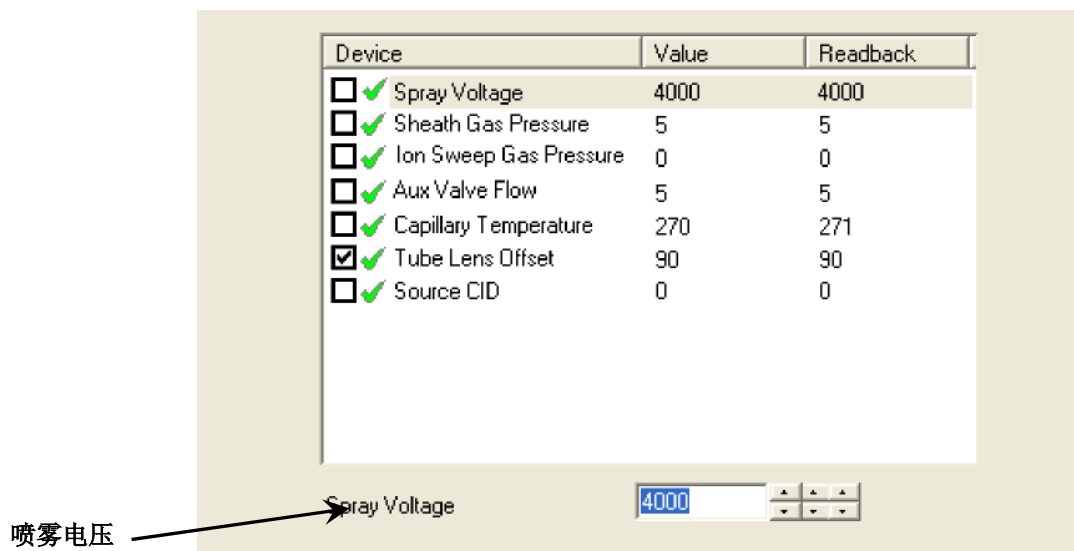 Device Value Readback
Spray Voltage 4000 4000
Sheath Gas Pressure 5 5
Ion Sweep Gas Pressure 0 0
Aux Valve Flow 5 5
Capillary Temperature 270 271
Tube Lens Offset 90 90
Source CID 0 0
Spray Voltage 4000
喷雾电压